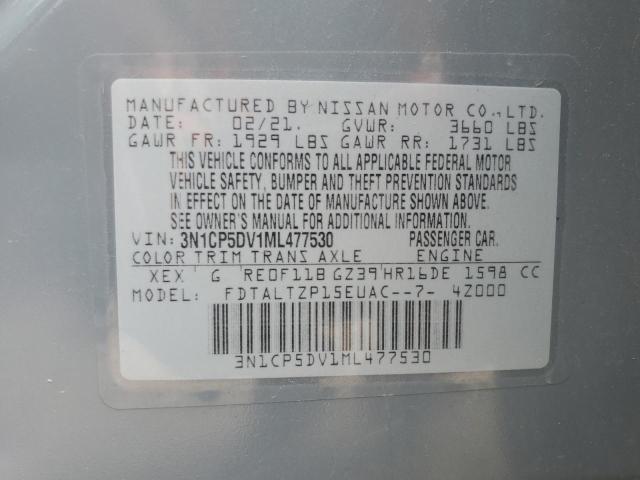 MANUFACTURED BY NISSAN MOTOR CO., LTD.
DATE: 02/21. GVWR: 3660 LBS
GAWR FR: 1929 LBS GAWR RR: 1731 LBS
THIS VEHICLE CONFORMS TO ALL APPLICABLE FEDERAL MOTOR
VEHICLE SAFETY, BUMPER AND THEFT PREVENTION STANDARDS
IN EFFECT ON THE DATE OF MANUFACTURE SHOWN ABOVE.
SEE OWNER'S MANUAL FOR ADDITIONAL INFORMATION.
VIN: 3N1CP5DV1ML477530 PASSENGER CAR.
COLOR TRIM TRANS AXLE ENGINE
XEX G RE0F11B GZ39 HR16DE 1598 CC
MODEL: FDTALTZP15EUAC--7- 4Z000
3N1CP5DV1ML477530